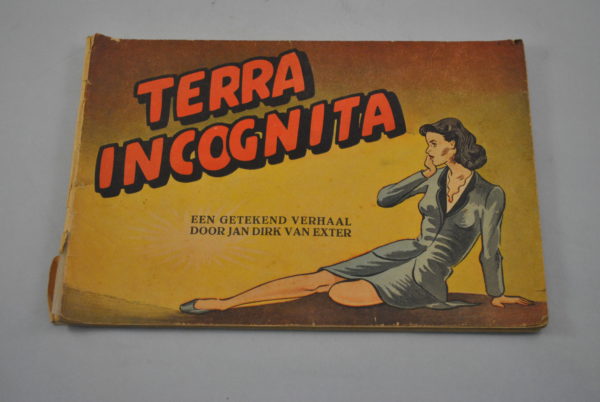 TERRA
INCOGNITA
EEN GETEKEND VERHAAL
DOOR JAN DIRK VAN EXTER